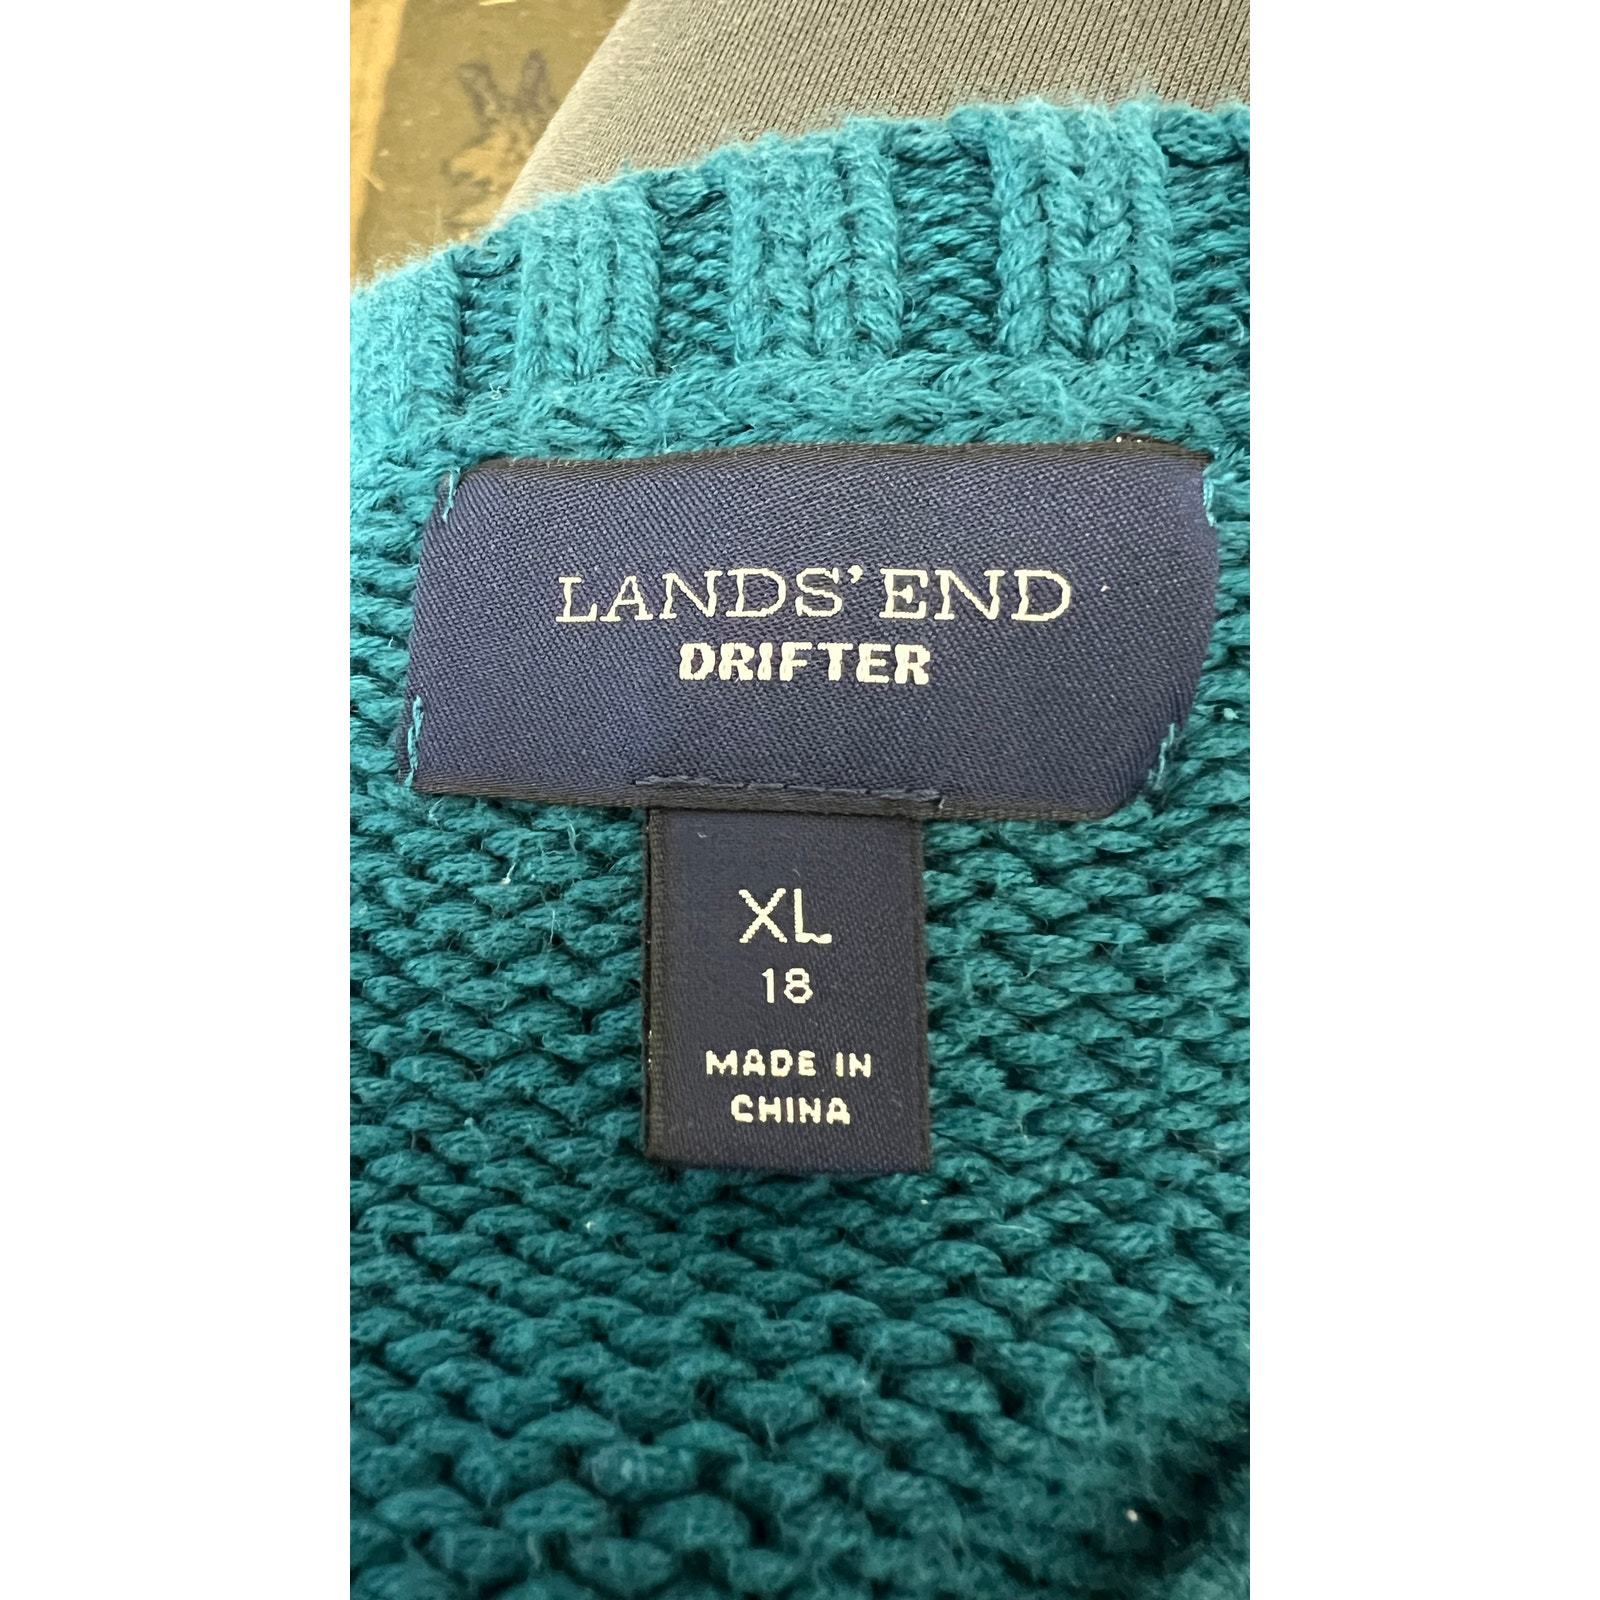 LANDS' END
DRIFTER
XL
18
MADE IN
CHINA